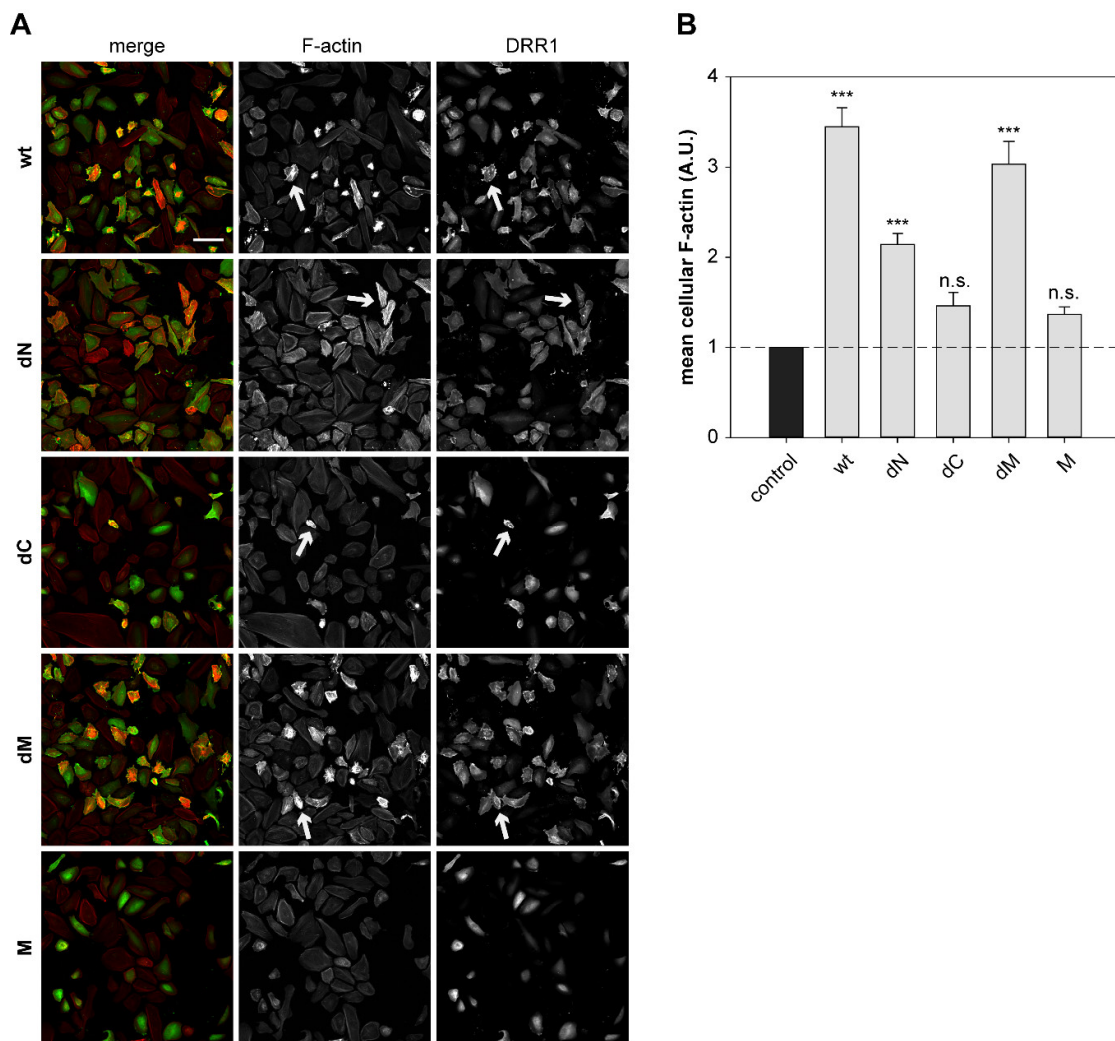 A
merge
F-actin
DRR1
wt
dN
dC
dM
M
B
mean cellular F-actin (A.U.)
4
3
2
1
0
***
***
n.s.
***
n.s.
control
wt
dN
dC
dM
M